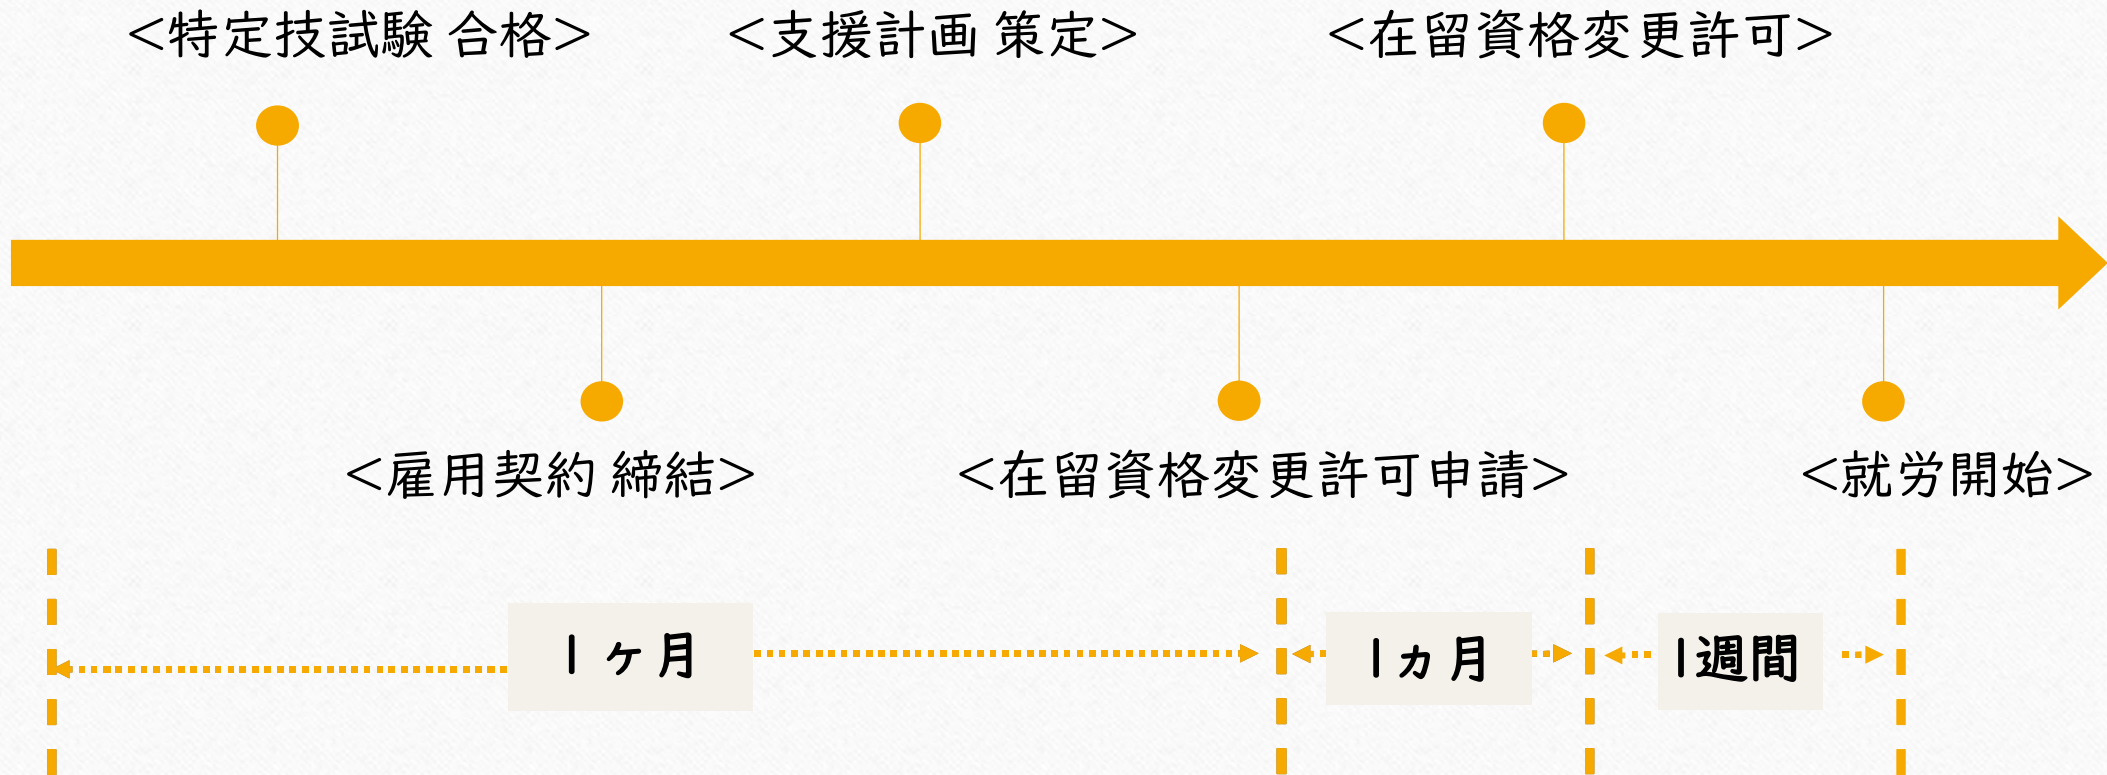 <特定技試験 合格>
<支援計画 策定>
<在留資格変更許可>
<雇用契約 締結>
<在留資格変更許可申請>
<就労開始>
1ヶ月
1ヵ月
1週間